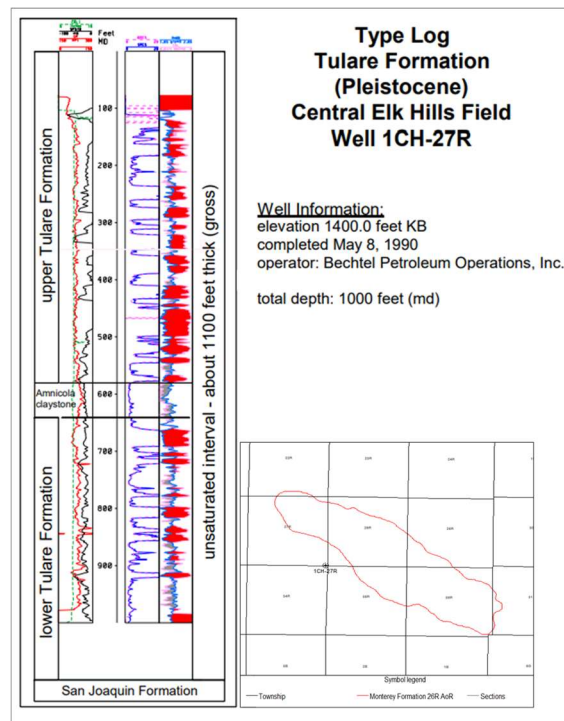 Type Log
Tulare Formation
(Pleistocene)
Central Elk Hills Field
Well 1CH-27R
Well Information:
elevation 1400.0 feet KB
completed May 8, 1990
operator: Bechtel Petroleum Operations, Inc.
total depth: 1000 feet (md)
Feet
MD
upper Tulare Formation
Amnicola
claystone
lower Tulare Formation
100
200
300
400
500
600
700
800
900
unsaturated interval - about 1100 feet thick (gross)
San Joaquin Formation
1CH-27R
Symbol legend
Township
Monterey Formation 26R AoR
Sections